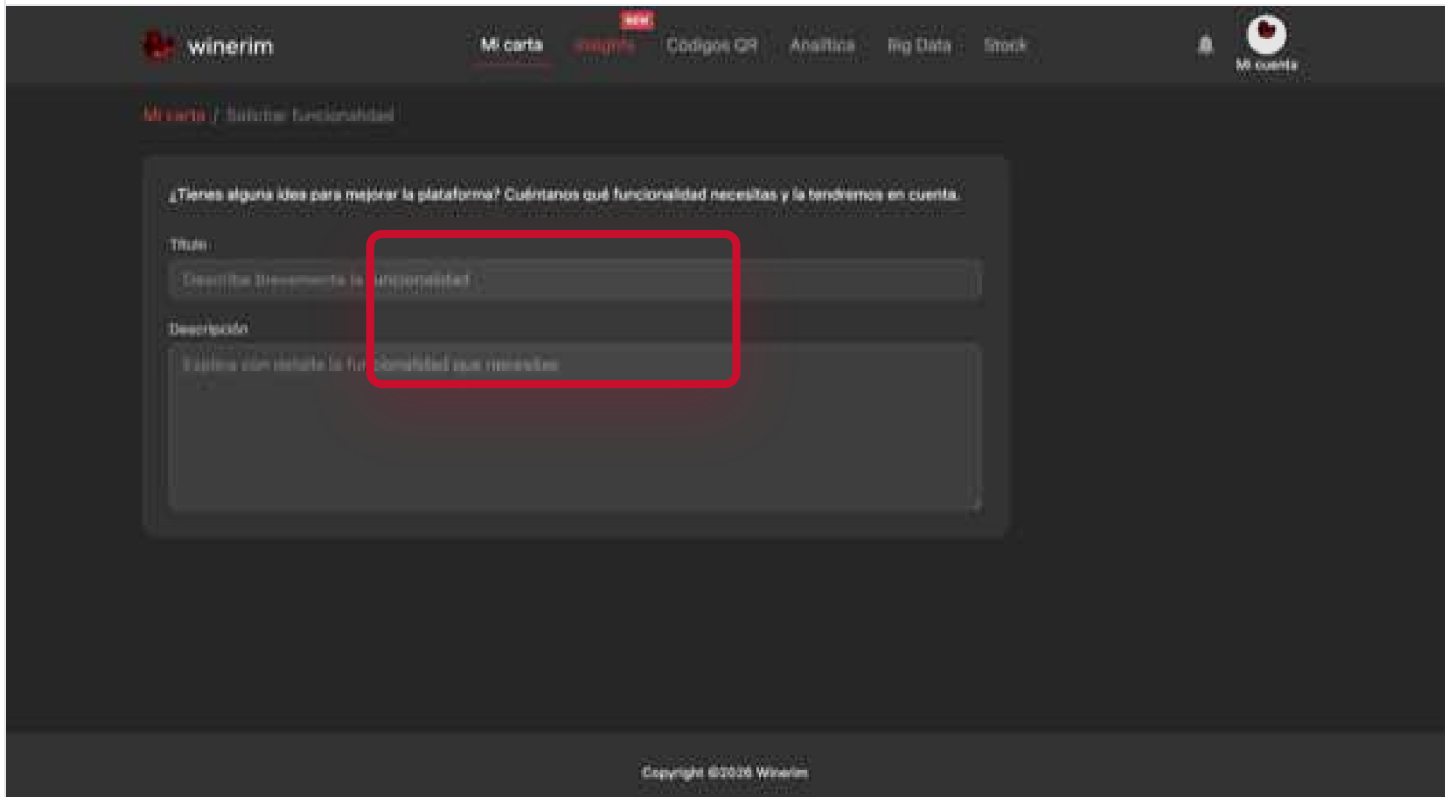 winerim
Mi carta
NEW
Insights
Códigos QR
Analítica
Big Data
Stock
Mi cuenta
Mi carta / Solicitar funcionalidad
¿Tienes alguna idea para mejorar la plataforma? Cuéntanos qué funcionalidad necesitas y la tendremos en cuenta.
Título
Describe brevemente la funcionalidad
Descripción
Explica con detalle la funcionalidad que necesitas
Copyright ©2026 Winerim